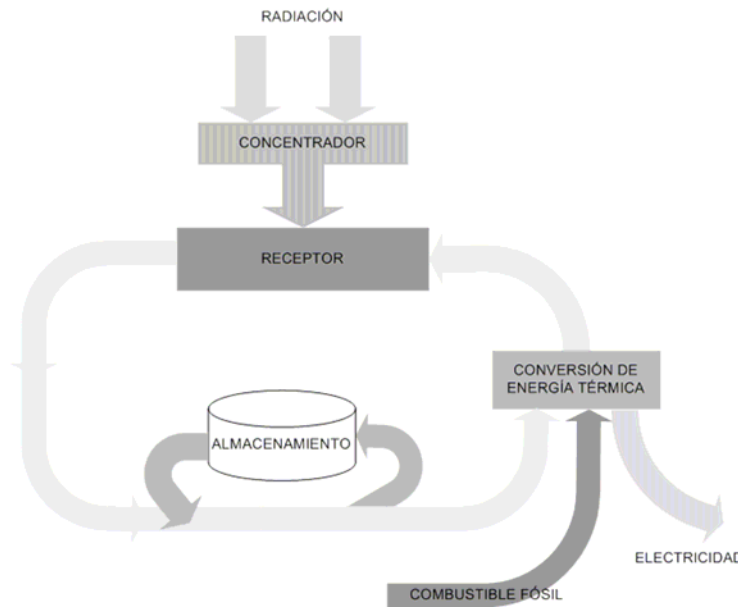 RADIACIÓN
CONCENTRADOR
RECEPTOR
CONVERSIÓN DE
ENERGÍA TÉRMICA
ALMACENAMIENTO
ELECTRICIDAD
COMBUSTIBLE FÓSIL